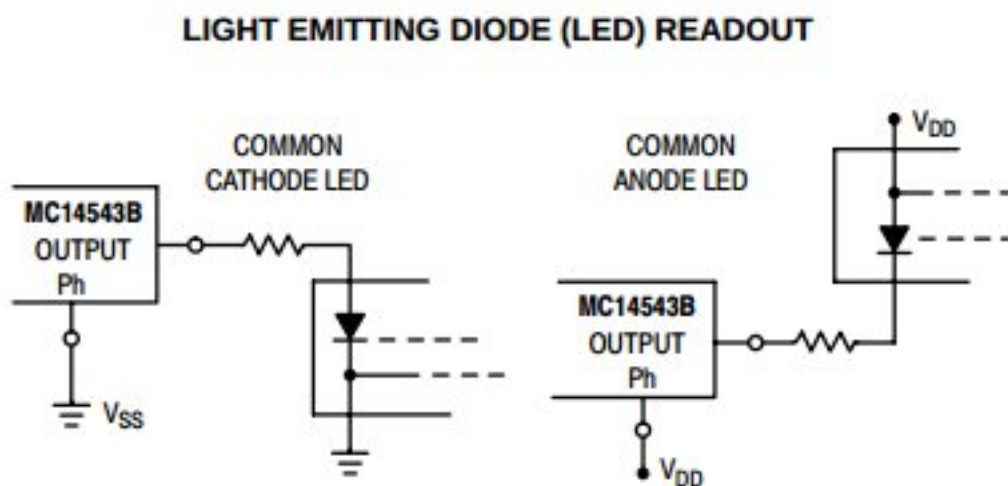 LIGHT EMITTING DIODE (LED) READOUT
COMMON
CATHODE LED
MC14543B
OUTPUT
Ph
VSS
COMMON
ANODE LED
VDD
MC14543B
OUTPUT
Ph
VDD